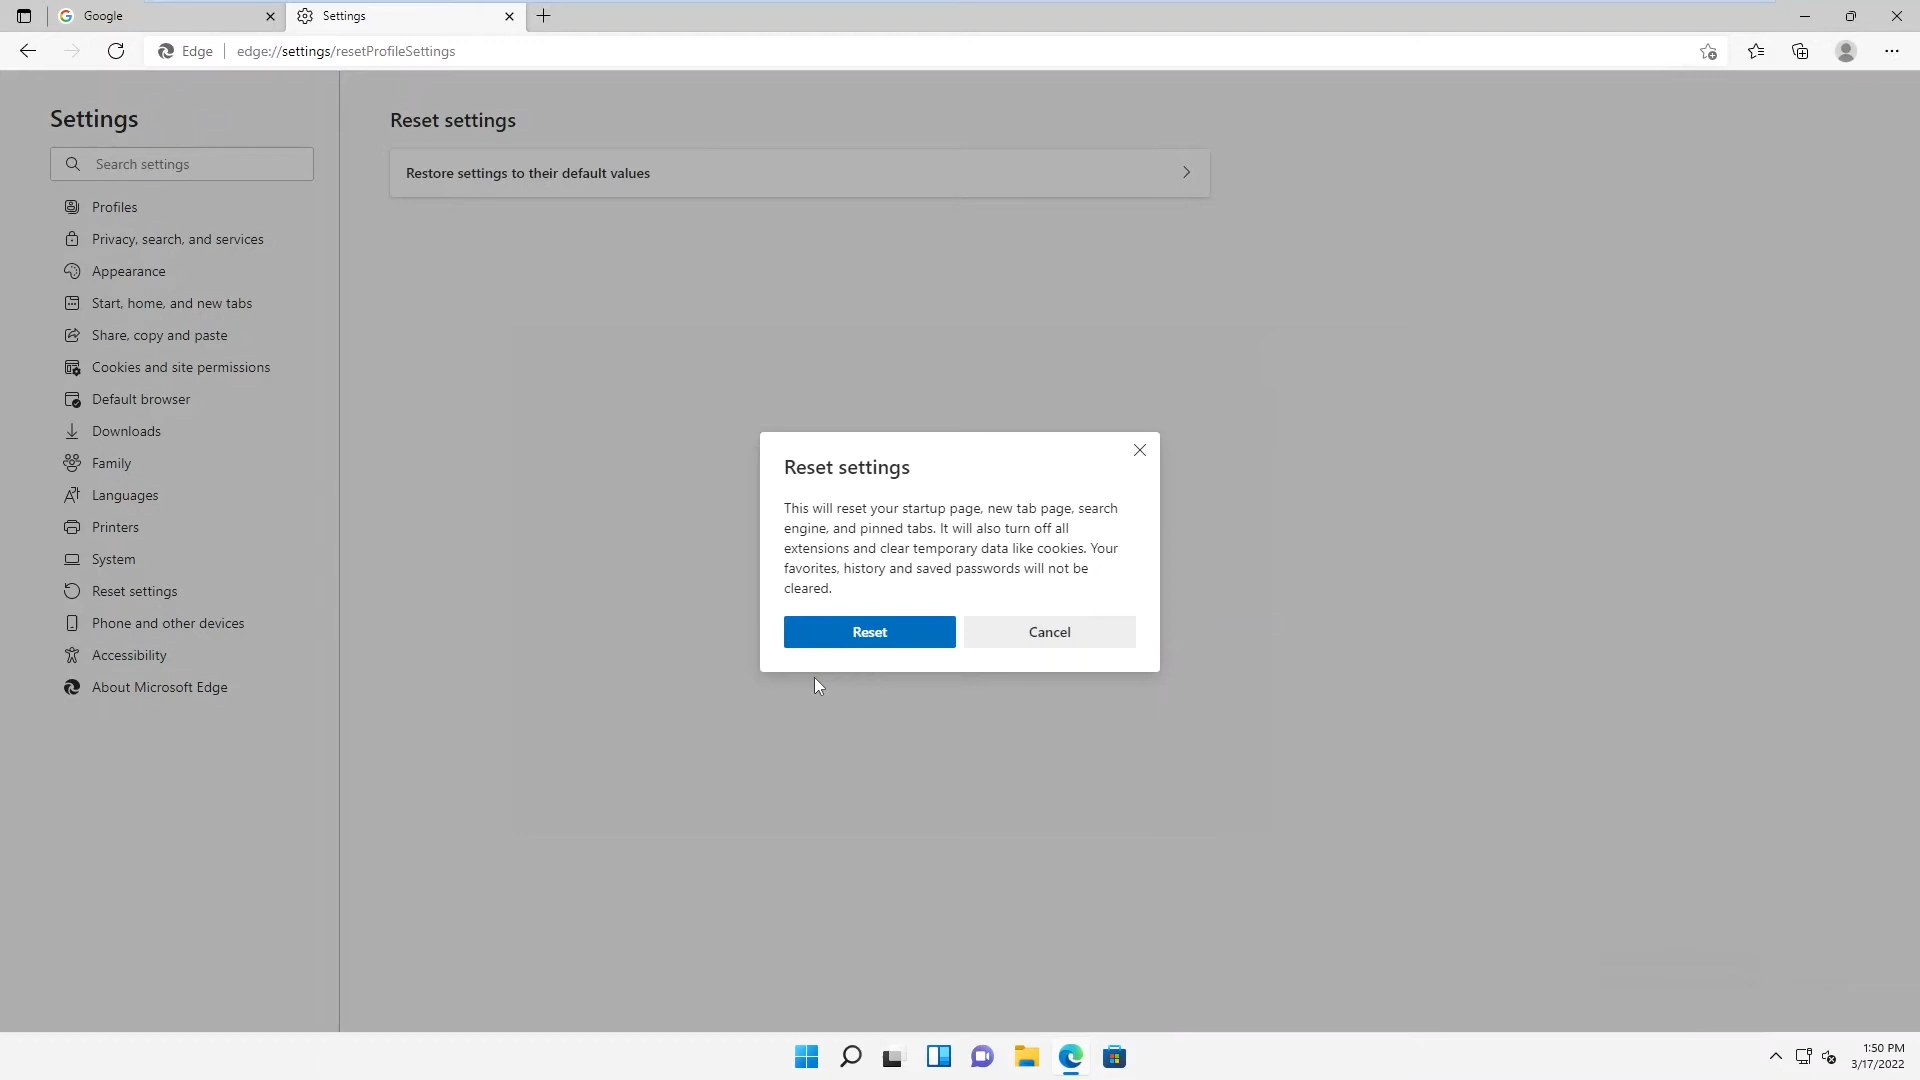 Google
Settings
Edge
edge://settings/resetProfileSettings
Settings
Search settings
Profiles
Privacy, search, and services
Appearance
Start, home, and new tabs
Share, copy and paste
Cookies and site permissions
Default browser
Downloads
Family
Languages
Printers
System
Reset settings
Phone and other devices
Accessibility
About Microsoft Edge
Reset settings
Restore settings to their default values
Reset settings
This will reset your startup page, new tab page, search
engine, and pinned tabs. It will also turn off all
extensions and clear temporary data like cookies. Your
favorites, history and saved passwords will not be
cleared.
Reset
Cancel
1:50 PM
3/17/2022